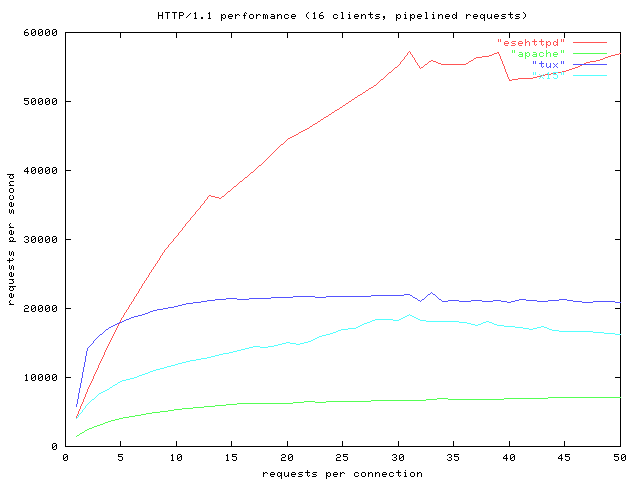 HTTP/1.1 performance (16 clients, pipelined requests)
60000
50000
40000
30000
20000
10000
0
requests per second
"esehttpd"
"apache"
"tux"
0 5 10 15 20 25 30 35 40 45 50
requests per connection